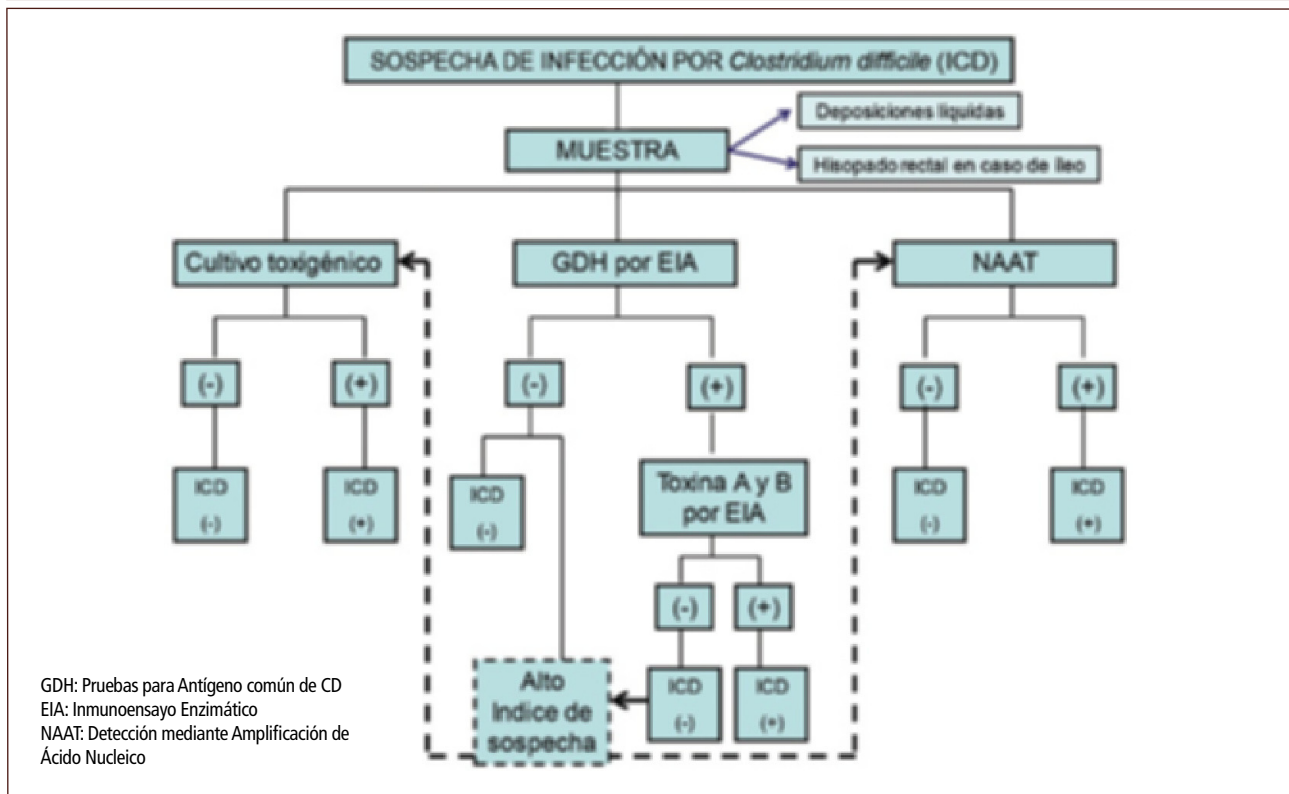 SOSPECHA DE INFECCIÓN POR Clostridium difficile (ICD)
MUESTRA
Deposiciones líquidas
Hisopado rectal en caso de íleo
Cultivo toxigénico
GDH por EIA
NAAT
(-)
(+)
(-)
(+)
(-)
(+)
ICD
(-)
ICD
(+)
ICD
(-)
Toxina A y B
por EIA
ICD
(-)
ICD
(+)
(-)
(+)
Alto
Indice de
sospecha
ICD
(-)
ICD
(+)
GDH: Pruebas para Antígeno común de CD
EIA: Inmunoensayo Enzimático
NAAT: Detección mediante Amplificación de
Ácido Nucleico